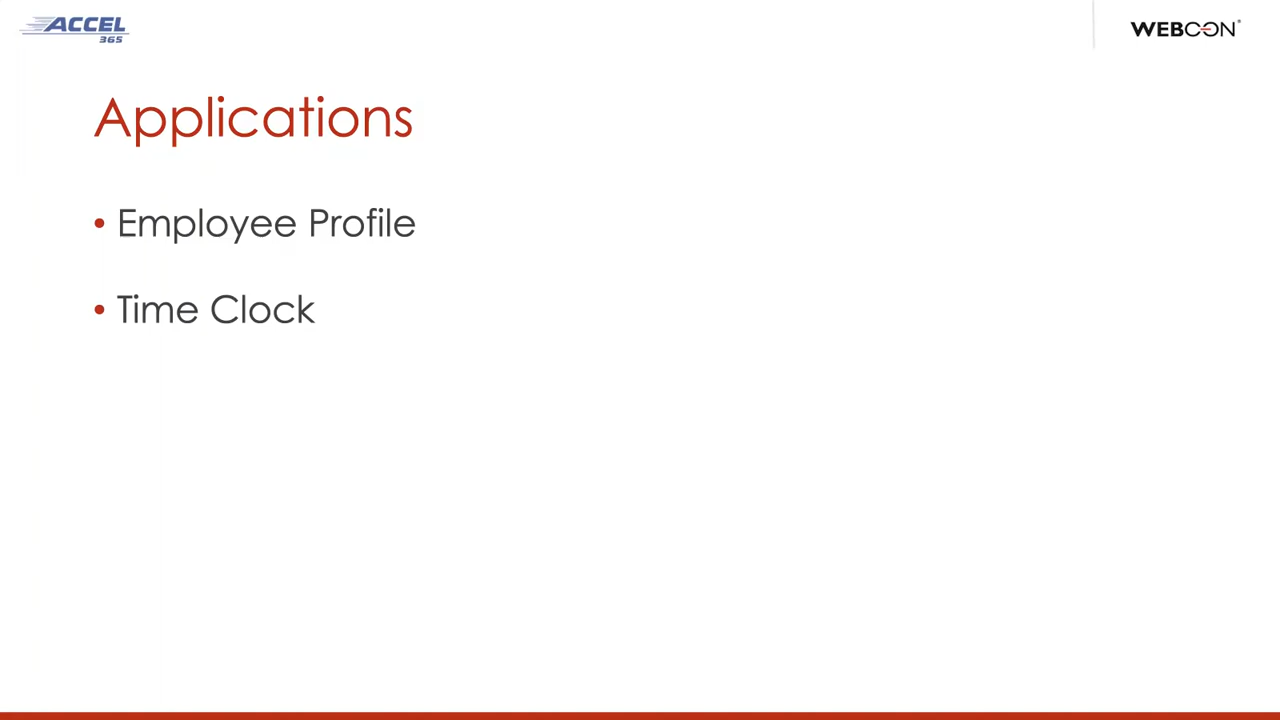 ACCEL
365
WEBCON®
Applications
• Employee Profile
• Time Clock